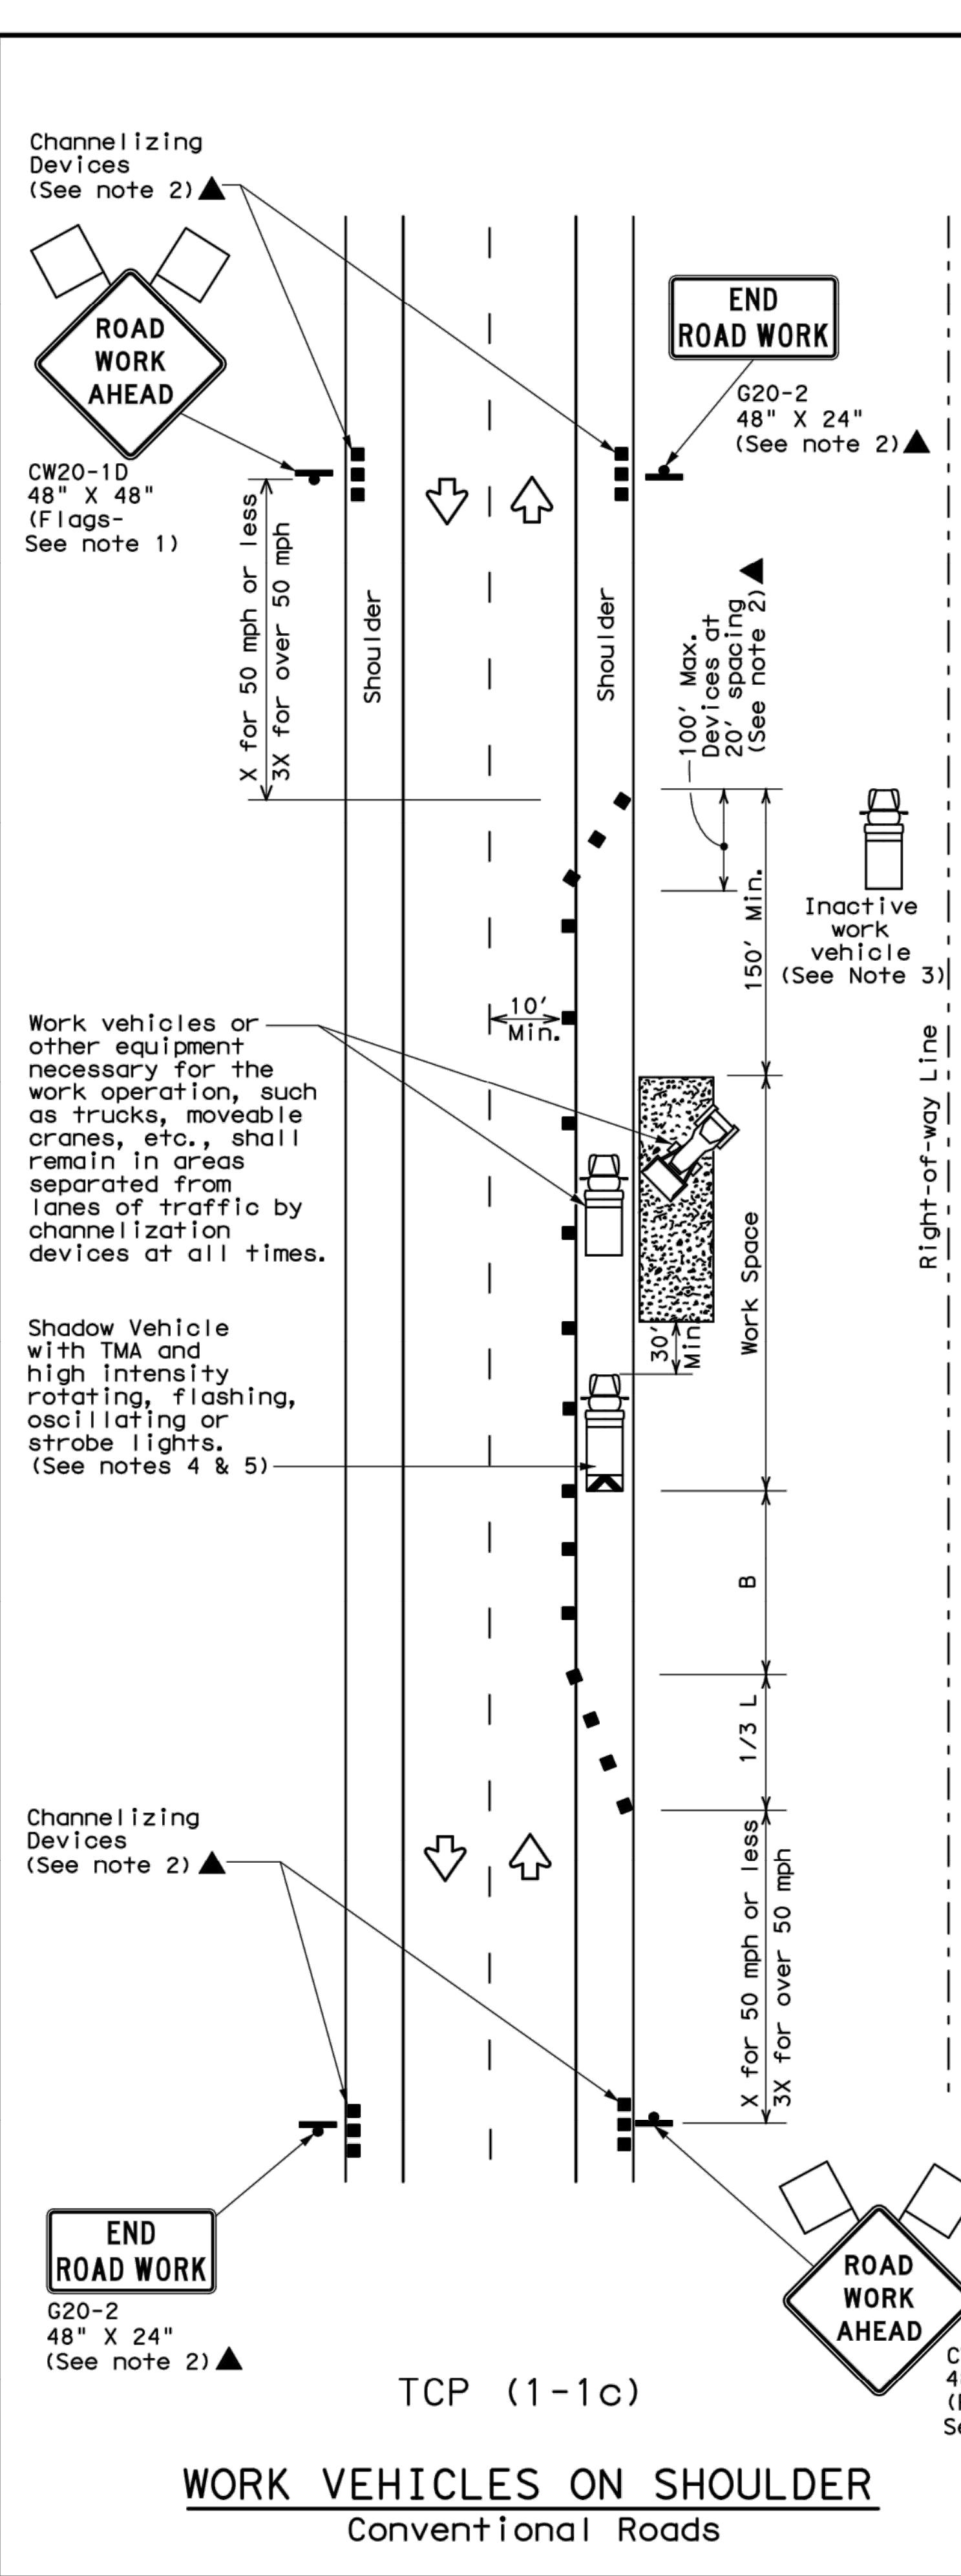 Channelizing
Devices
(See note 2)
ROAD
WORK
AHEAD
CW20-1D
48" X 48"
(Flags-
See note 1)
END
ROAD WORK
G20-2
48" X 24"
(See note 2)
X for 50 mph or less
3X for over 50 mph
Shoulder
Shoulder
100' Max.
Devices at
20' spacing
(See note 2)
150' Min.
Inactive
work
vehicle
(See Note 3)
10'
Min.
Work vehicles or
other equipment
necessary for the
work operation, such
as trucks, moveable
cranes, etc., shall
remain in areas
separated from
lanes of traffic by
channelization
devices at all times.
Right-of-way Line
Work Space
30'
Min.
Shadow Vehicle
with TMA and
high intensity
rotating, flashing,
oscillating or
strobe lights.
(See notes 4 & 5)
B
1/3 L
Channelizing
Devices
(See note 2)
X for 50 mph or less
3X for over 50 mph
END
ROAD WORK
G20-2
48" X 24"
(See note 2)
ROAD
WORK
AHEAD
TCP (1-1c)
WORK VEHICLES ON SHOULDER
Conventional Roads